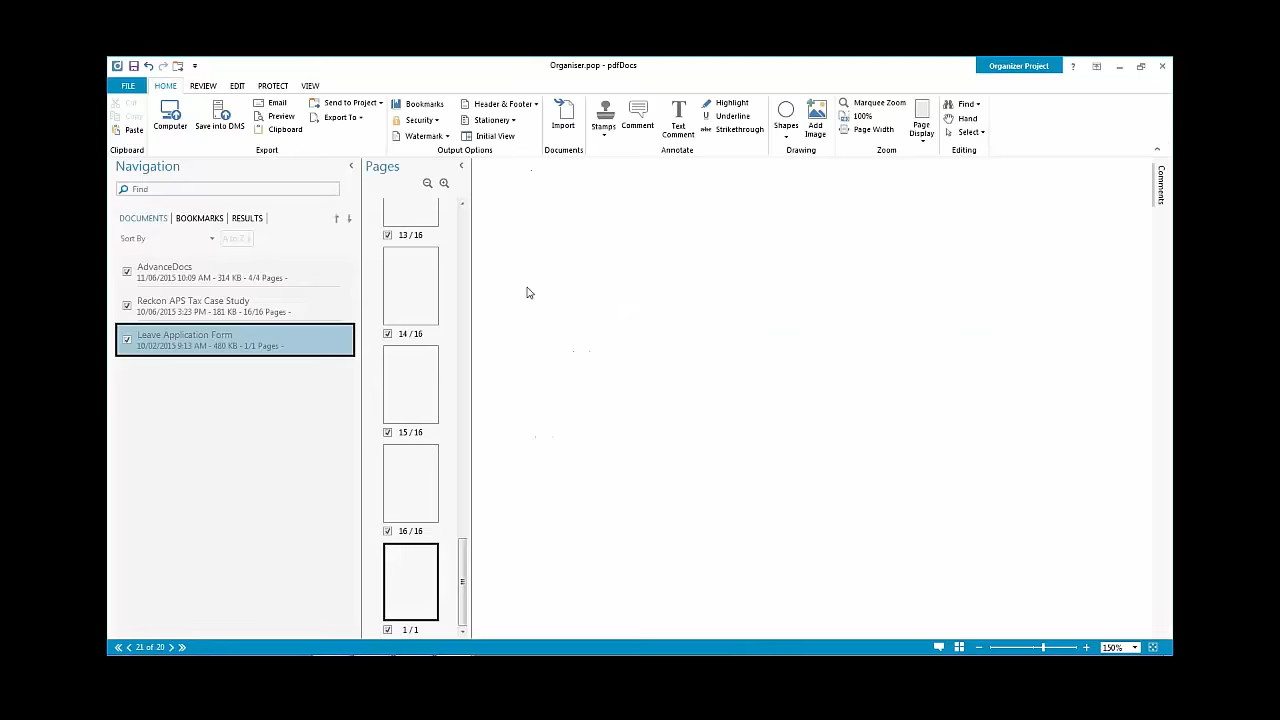 Organiser.pop - pdfDocs
Organizer Project
?
FILE HOME REVIEW EDIT PROTECT VIEW
Cut
Copy
Paste
Clipboard
Computer
Save into DMS
Email
Preview
Clipboard
Send to Project
Export To
Export
Bookmarks
Security
Watermark
Header & Footer
Stationery
Initial View
Output Options
Import
Documents
Stamps
Comment
Text Comment
Highlight
Underline
abc Strikethrough
Annotate
Shapes
Add Image
Drawing
Marquee Zoom
100%
Page Width
Page Display
Zoom
Find
Hand
Select
Editing
Navigation
Find
DOCUMENTS | BOOKMARKS | RESULTS |
Sort By
A to Z
AdvanceDocs
11/06/2015 10:09 AM - 314 KB - 4/4 Pages -
Reckon APS Tax Case Study
10/06/2015 3:23 PM - 181 KB - 16/16 Pages -
Leave Application Form
10/02/2015 9:13 AM - 480 KB - 1/1 Pages -
Pages
13 / 16
14 / 16
15 / 16
16 / 16
1 / 1
Comments
21 of 20
150%